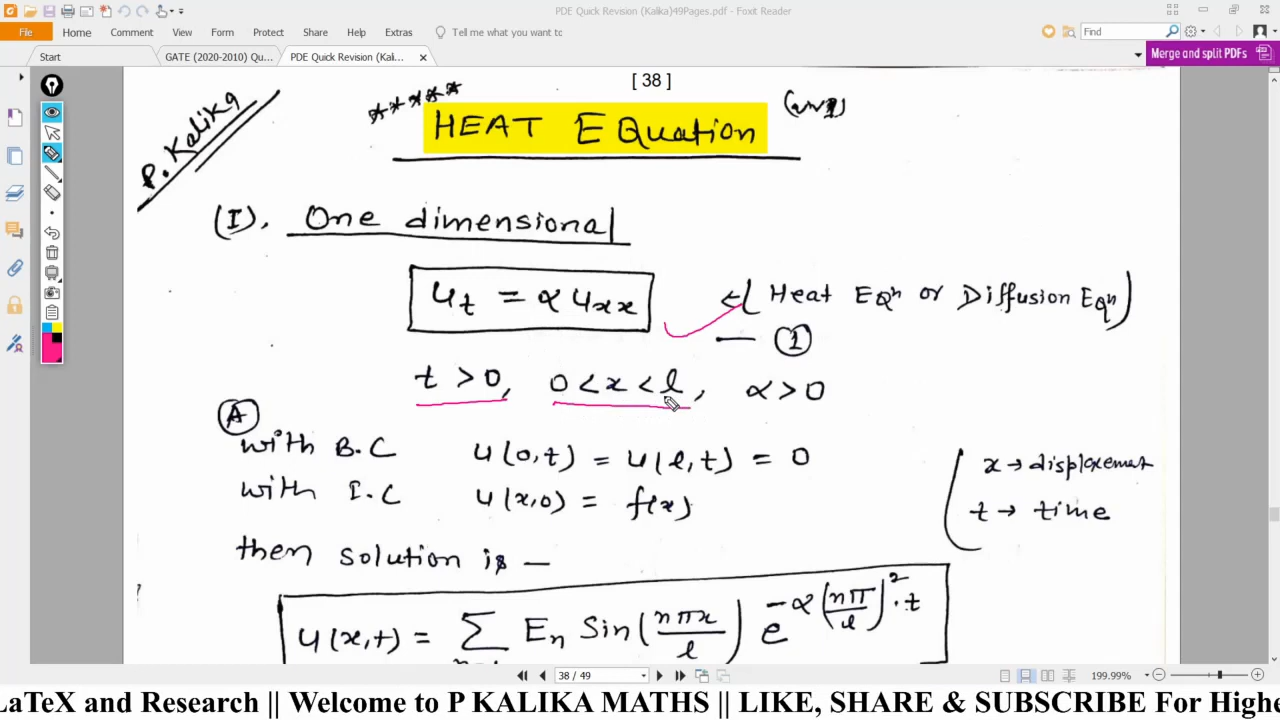 PDE Quick Revision (Kalika)49Pages.pdf - Foxit Reader
File Home Comment View Form Protect Share Help Extras Tell me what you want to Find
Start GATE (2020-2010) Qu... PDE Quick Revision (Kali... Merge and split PDFs
[ 38 ]
P. Kalika
HEAT EQuation
(I). One dimensional
u_t = α u_xx ← ( Heat Eqn or Diffusion Eqn)
— ①
t > 0, 0 < x < l, α > 0
Ⓐ
with B.C u(0,t) = u(l,t) = 0
with I.C u(x,0) = f(x)
x → displacement
t → time
then solution is —
u(x,t) = ∑ E_n Sin(nπx/l) e^{-α(nπ/l)^2 · t}
38 / 49 199.99%
LaTeX and Research || Welcome to P KALIKA MATHS || LIKE, SHARE & SUBSCRIBE For Highe